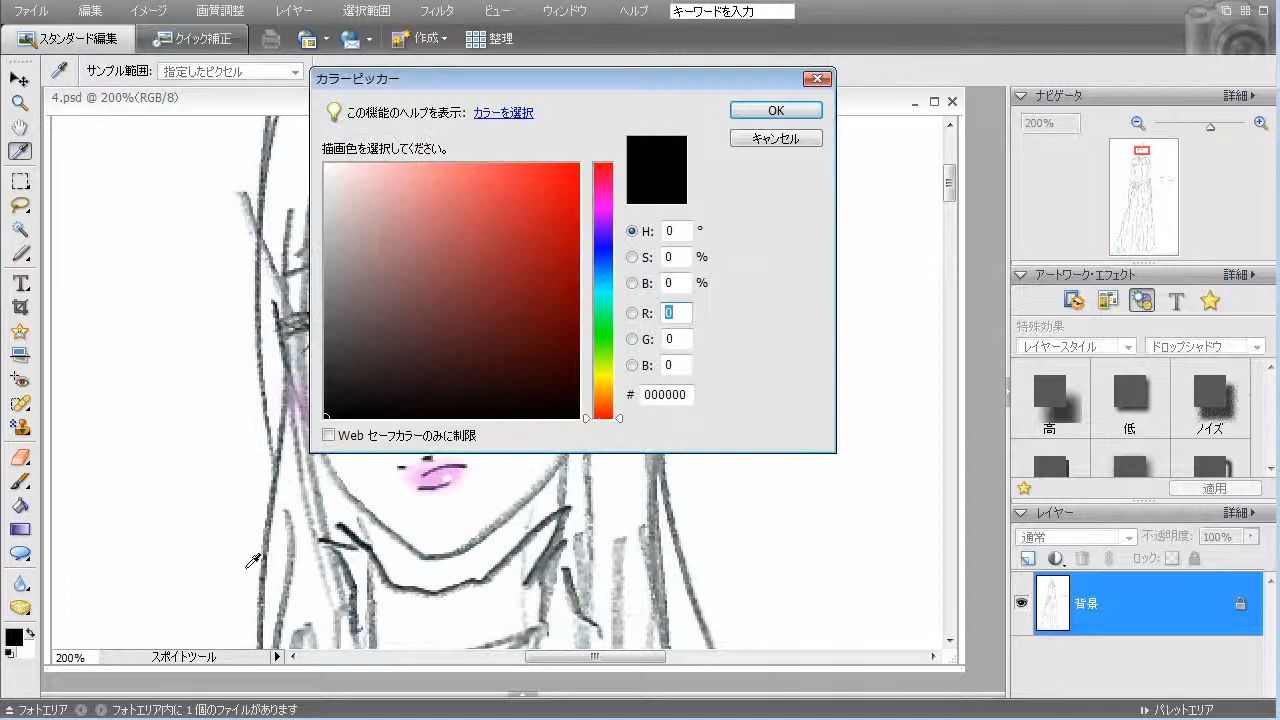 ファイル 編集 イメージ 画質調整 レイヤー 選択範囲 フィルタ ビュー ウィンドウ ヘルプ キーワードを入力
スタンダード編集 クイック補正 作成 整理
サンプル範囲: 指定したピクセル
カラーピッカー
4.psd @ 200%(RGB/8)
この機能のヘルプを表示: カラーを選択
OK
キャンセル
描画色を選択してください。
H: 0 °
S: 0 %
B: 0 %
R: 0
G: 0
B: 0
# 000000
Web セーフカラーのみに制限
ナビゲータ 詳細
200%
アートワーク・エフェクト 詳細
特殊効果
レイヤースタイル ドロップシャドウ
高 低 ノイズ
適用
レイヤー 詳細
通常 不透明度: 100%
ロック:
背景
200% スポイトツール
フォトエリア フォトエリア内に 1 個のファイルがあります パレットエリア